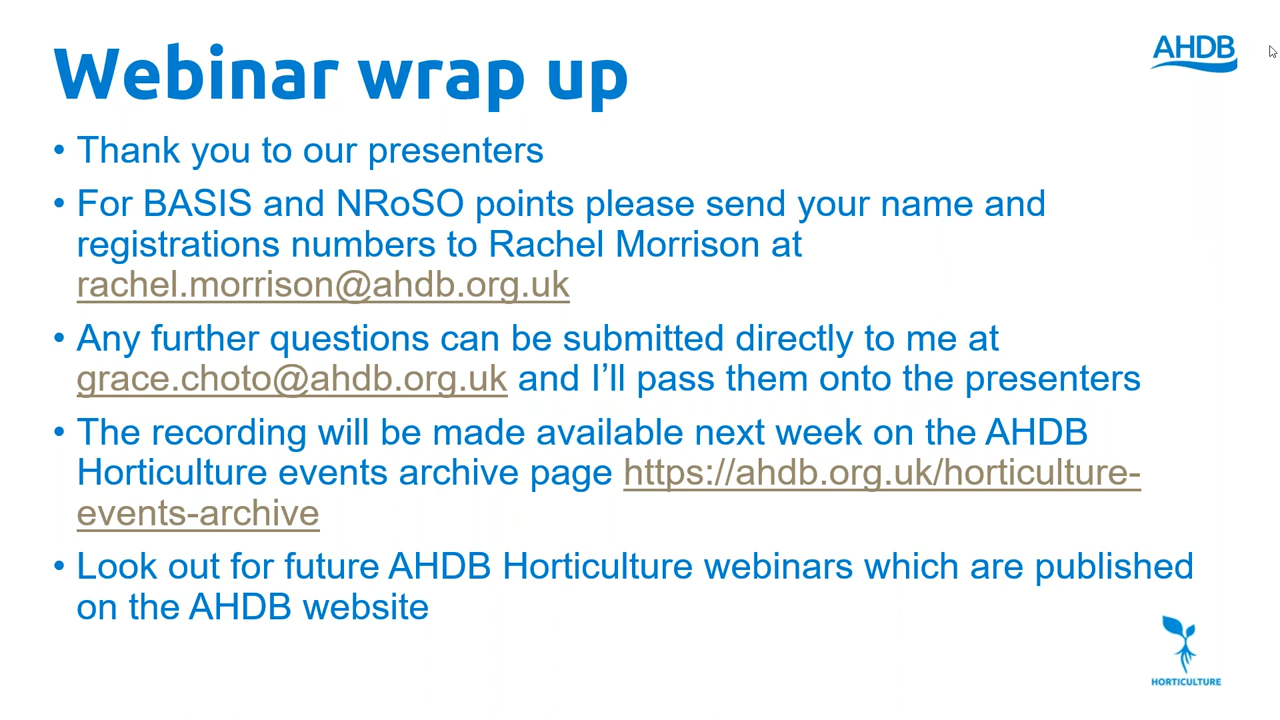 Webinar wrap up
AHDB
• Thank you to our presenters
• For BASIS and NRoSO points please send your name and
registrations numbers to Rachel Morrison at
rachel.morrison@ahdb.org.uk
• Any further questions can be submitted directly to me at
grace.choto@ahdb.org.uk and I’ll pass them onto the presenters
• The recording will be made available next week on the AHDB
Horticulture events archive page https://ahdb.org.uk/horticulture-
events-archive
• Look out for future AHDB Horticulture webinars which are published
on the AHDB website
HORTICULTURE